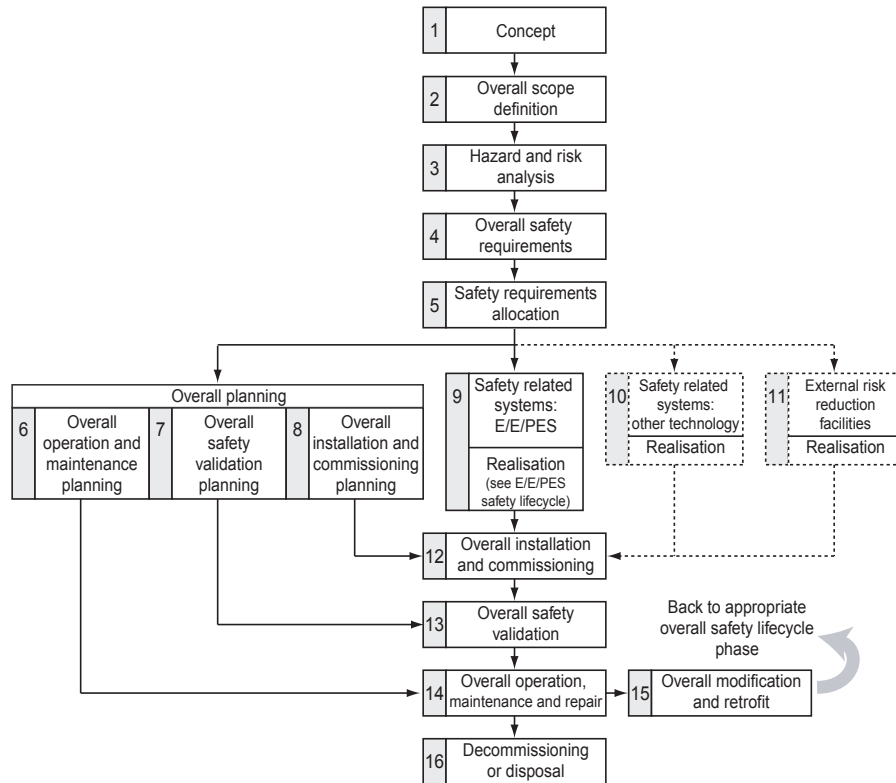 1
Concept
2
Overall scope
definition
3
Hazard and risk
analysis
4
Overall safety
requirements
5
Safety requirements
allocation
Overall planning
6
Overall
operation and
maintenance
planning
7
Overall
safety
validation
planning
8
Overall
installation and
commissioning
planning
9
Safety related
systems:
E/E/PES
Realisation
(see E/E/PES
safety lifecycle)
10
Safety related
systems:
other technology
Realisation
11
External risk
reduction
facilities
Realisation
12
Overall installation
and commissioning
13
Overall safety
validation
Back to appropriate
overall safety lifecycle
phase
14
Overall operation,
maintenance and repair
15
Overall modification
and retrofit
16
Decommissioning
or disposal